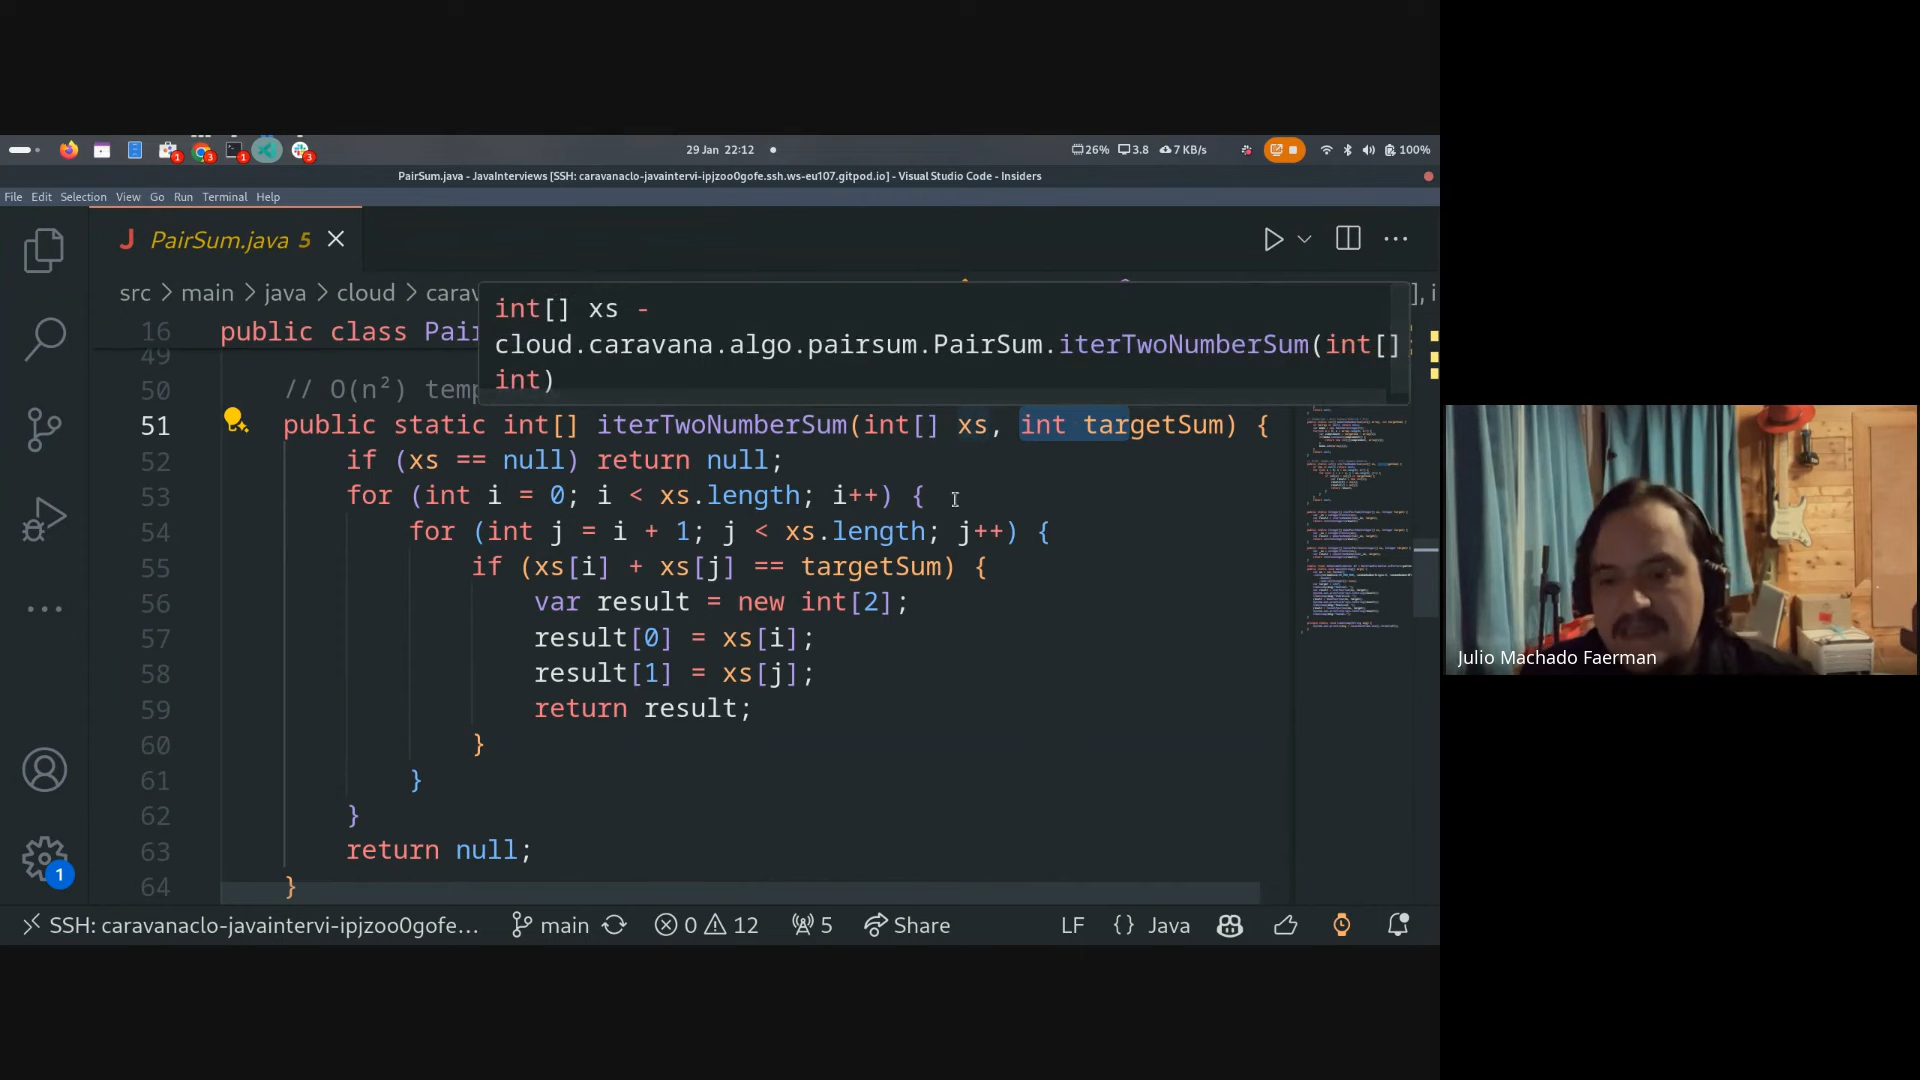 29 Jan 22:12
26% 3.8 7 KB/s 100%
PairSum.java - JavaInterviews [SSH: caravanaclo-javaintervi-ipjzoo0gofe.ssh.ws-eu107.gitpod.io] - Visual Studio Code - Insiders
File Edit Selection View Go Run Terminal Help
PairSum.java 5
src > main > java > cloud > carav
int[] xs -
cloud.caravana.algo.pairsum.PairSum.iterTwoNumberSum(int[]
int)
16 public class Pai
49
50 // O(n²) temp
51 public static int[] iterTwoNumberSum(int[] xs, int targetSum) {
52 if (xs == null) return null;
53 for (int i = 0; i < xs.length; i++) {
54 for (int j = i + 1; j < xs.length; j++) {
55 if (xs[i] + xs[j] == targetSum) {
56 var result = new int[2];
57 result[0] = xs[i];
58 result[1] = xs[j];
59 return result;
60 }
61 }
62 }
63 return null;
64 }
Julio Machado Faerman
1
SSH: caravanaclo-javaintervi-ipjzoo0gofe... main 0 12 5 Share LF {} Java